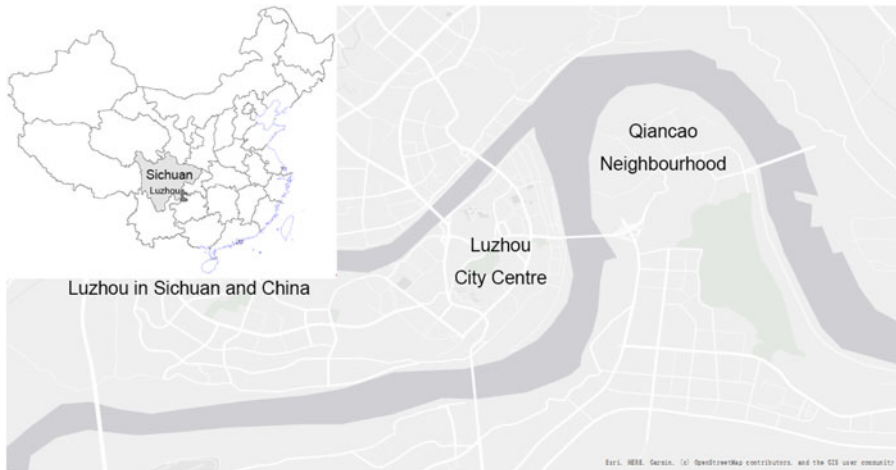 Sichuan
Luzhou
Luzhou in Sichuan and China
Qiancao
Neighbourhood
Luzhou
City Centre
Esri, HERE, Garmin, (c) OpenStreetMap contributors, and the GIS user community